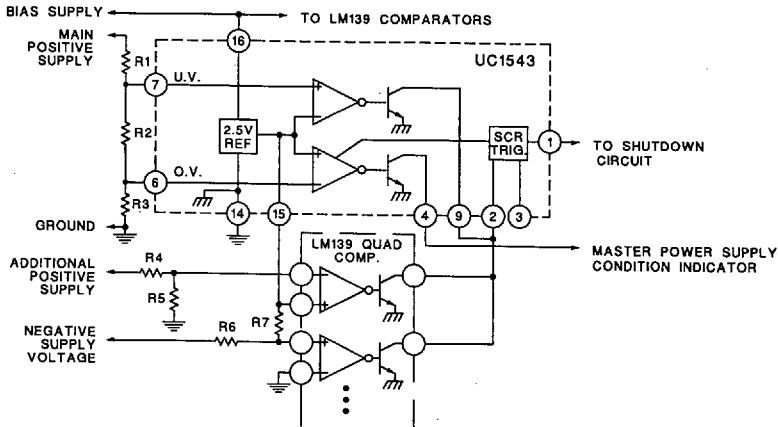 BIAS SUPPLY
TO LM139 COMPARATORS
MAIN
POSITIVE
SUPPLY
16
UC1543
R1
7
U.V.
+
-
R2
2.5V
REF
SCR
TRIG.
1
TO SHUTDOWN
CIRCUIT
+
-
6
O.V.
R3
14
15
4
9
2
3
GROUND
LM139 QUAD
COMP.
MASTER POWER SUPPLY
CONDITION INDICATOR
ADDITIONAL
POSITIVE
SUPPLY
R4
R5
-
+
R7
NEGATIVE
SUPPLY
VOLTAGE
R6
+
-